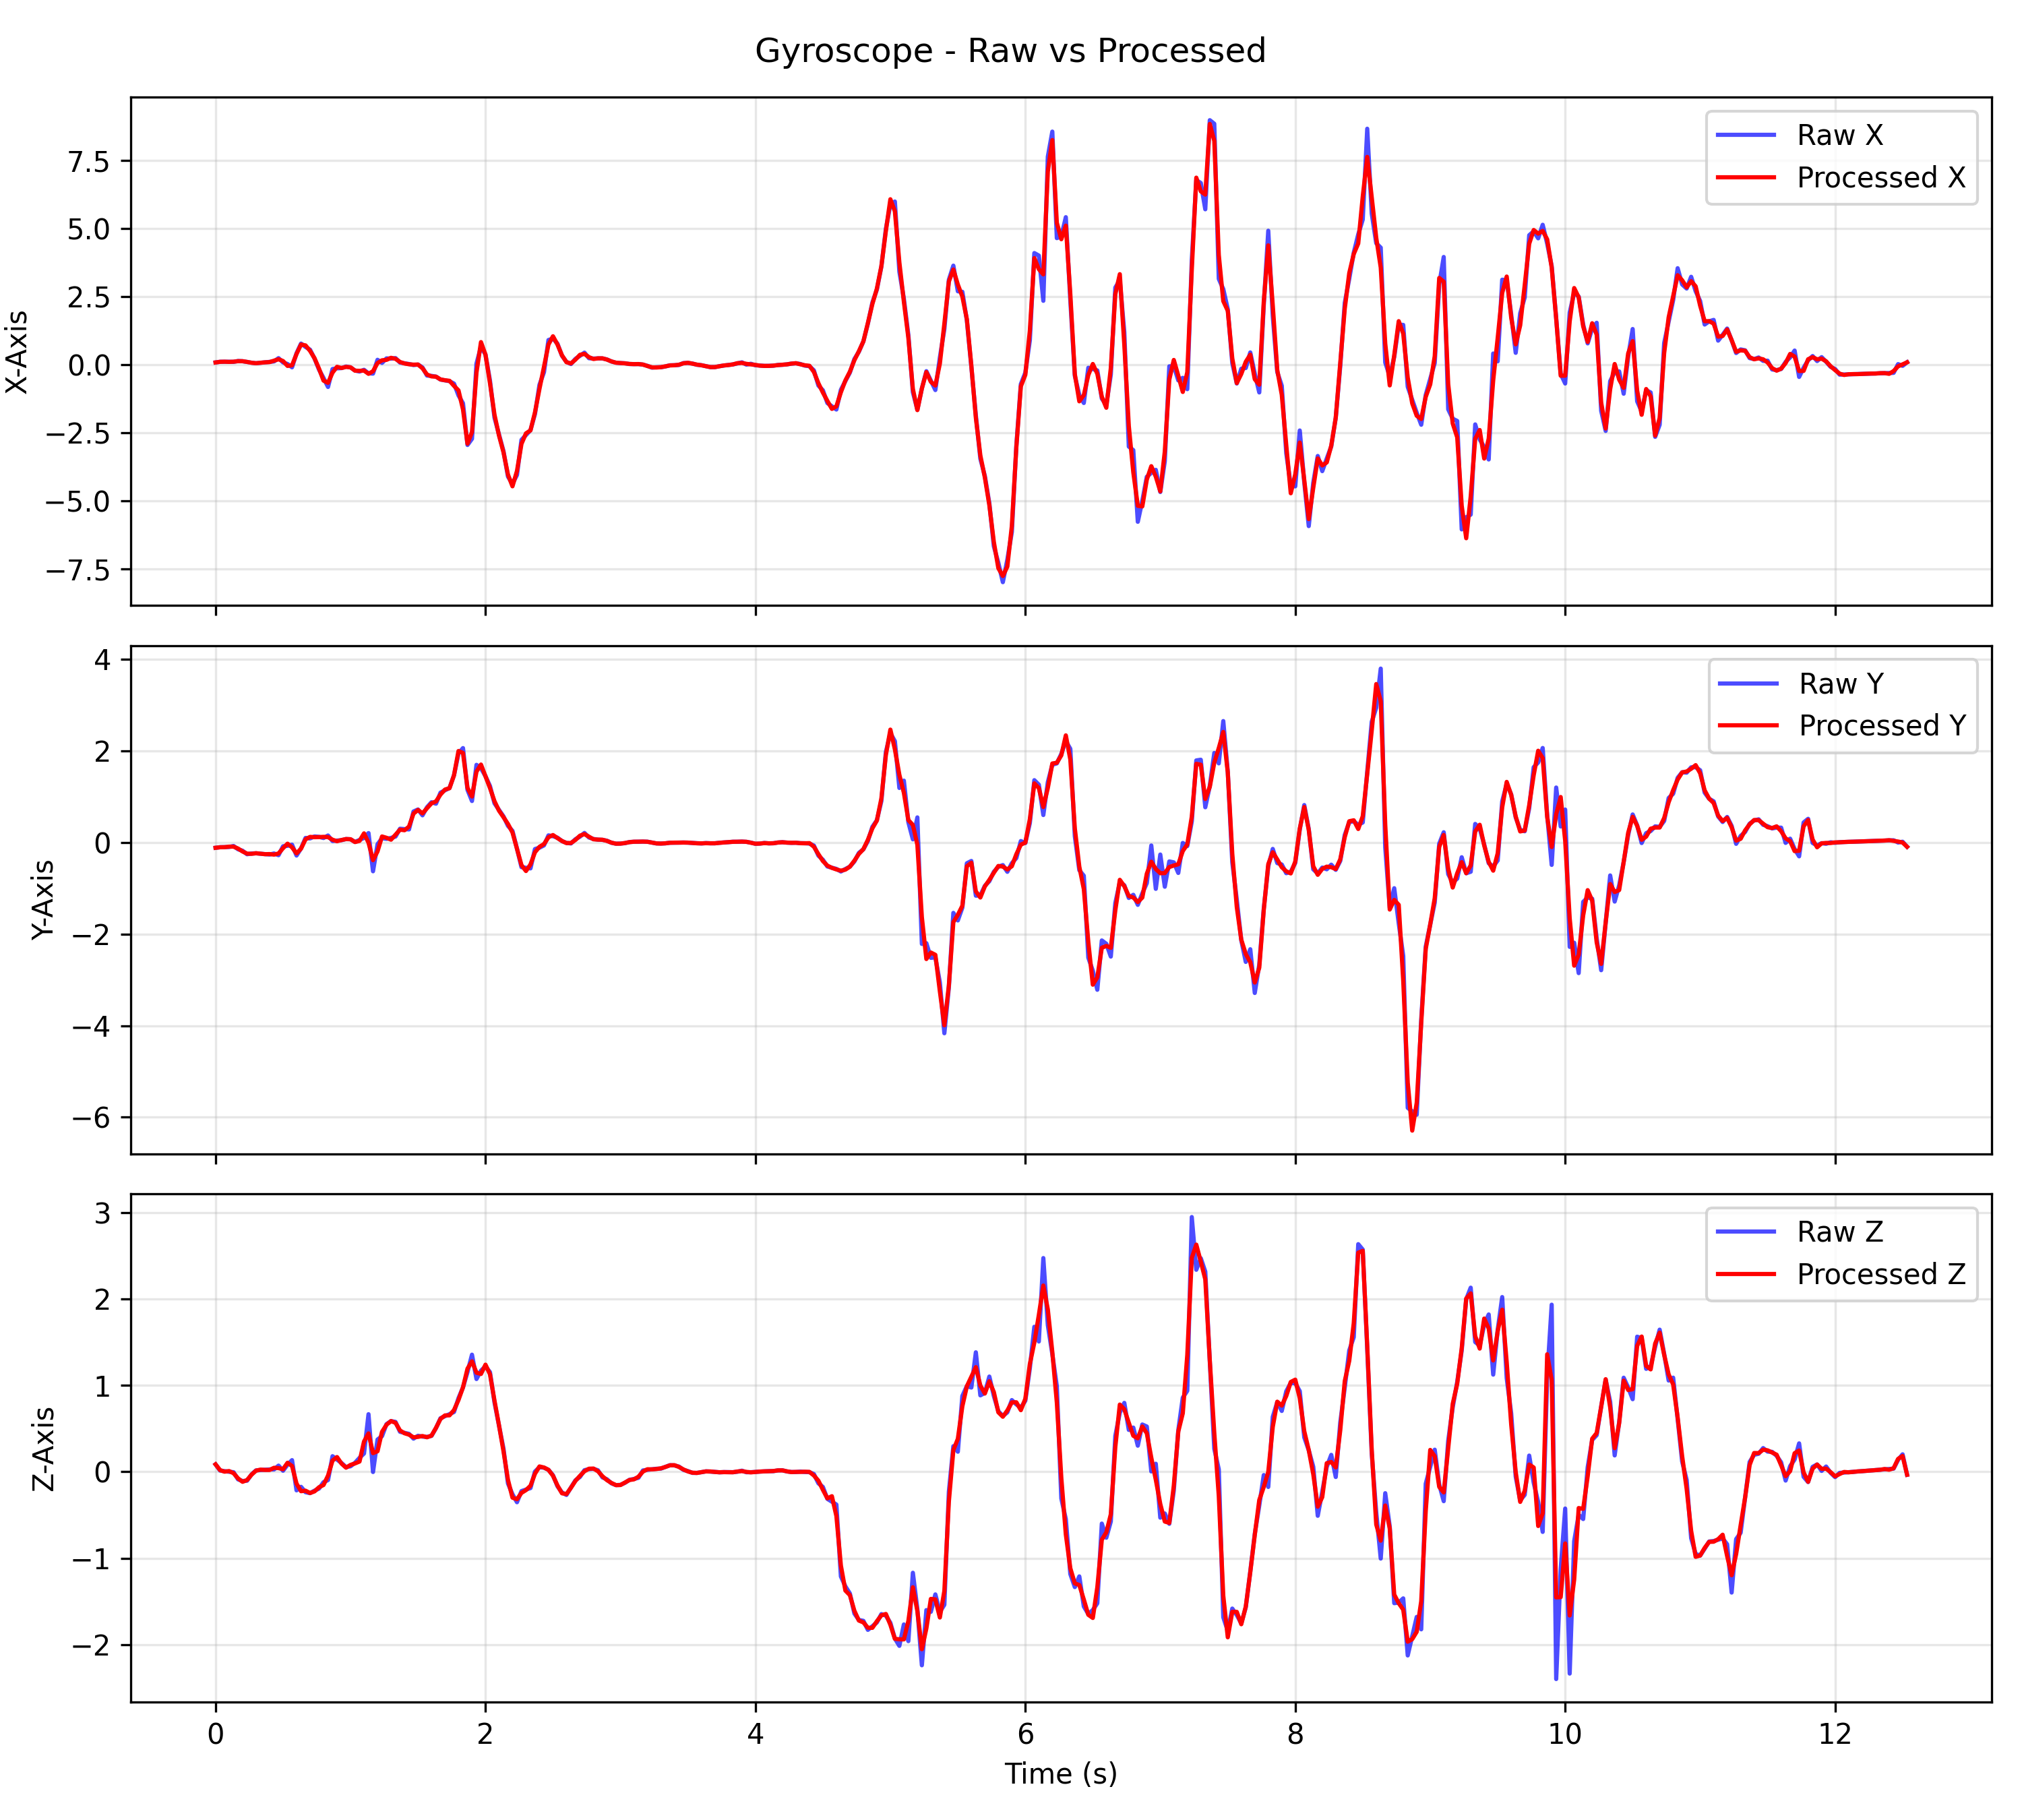 Gyroscope - Raw vs Processed
X-Axis
7.5
5.0
2.5
0.0
−2.5
−5.0
−7.5
Raw X
Processed X
Y-Axis
4
2
0
−2
−4
−6
Raw Y
Processed Y
Z-Axis
3
2
1
0
−1
−2
Raw Z
Processed Z
0 2 4 6 8 10 12
Time (s)